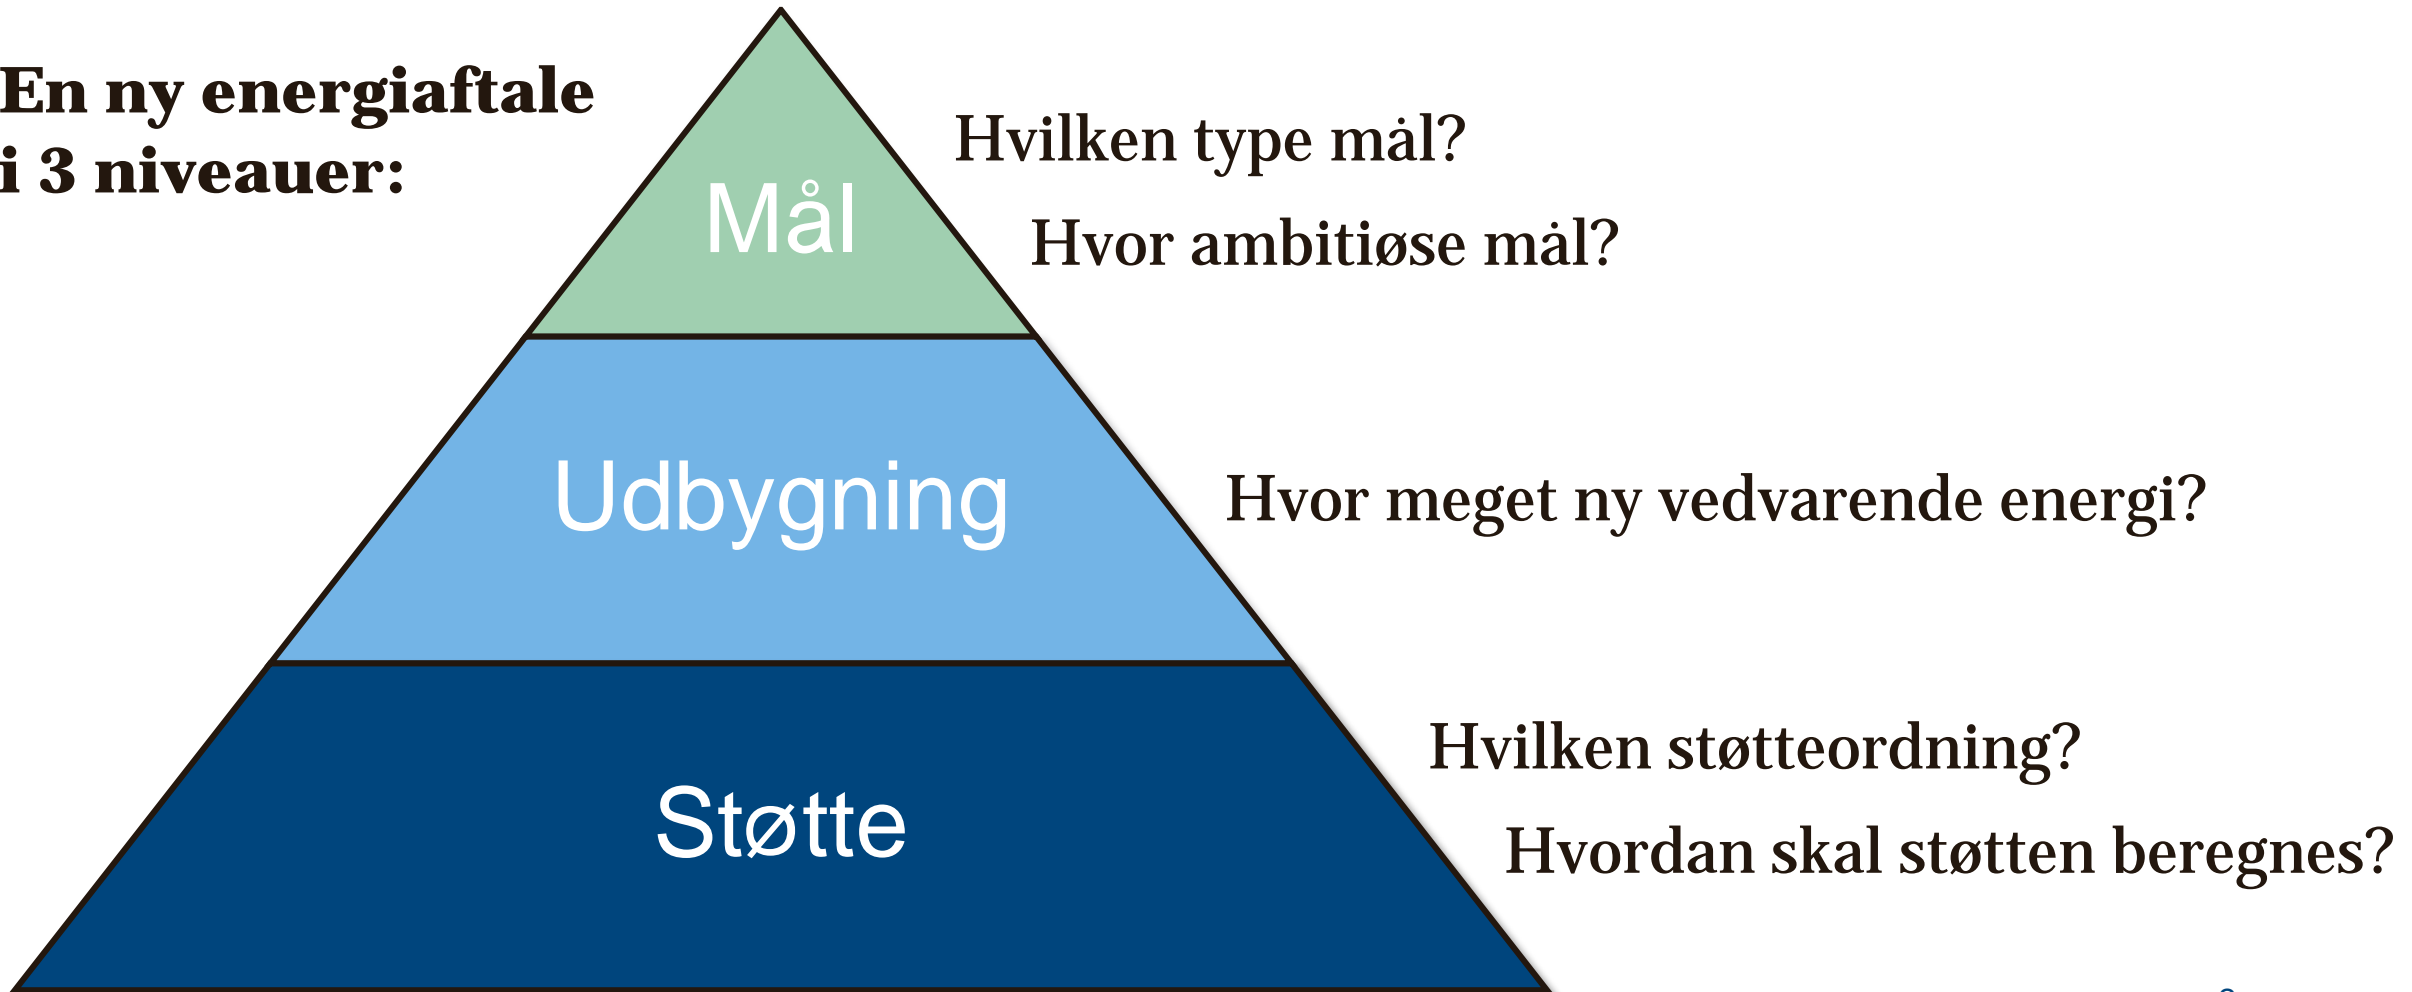 En ny energiaftale
i 3 niveauer:
Mål
Hvilken type mål?
Hvor ambitiøse mål?
Udbygning
Hvor meget ny vedvarende energi?
Støtte
Hvilken støtteordning?
Hvordan skal støtten beregnes?